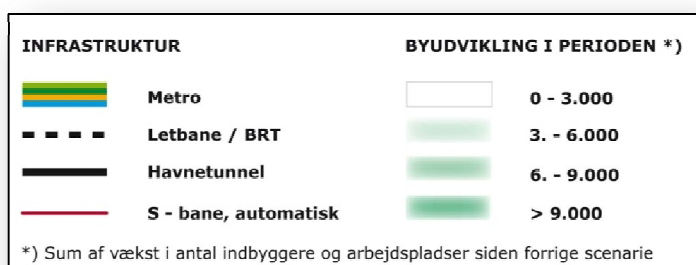 INFRASTRUKTUR
BYUDVIKLING I PERIODEN *)
Metro
0 - 3.000
Letbane / BRT
3. - 6.000
Havnetunnel
6. - 9.000
S - bane, automatisk
> 9.000
*) Sum af vækst i antal indbyggere og arbejdspladser siden forrige scenarie